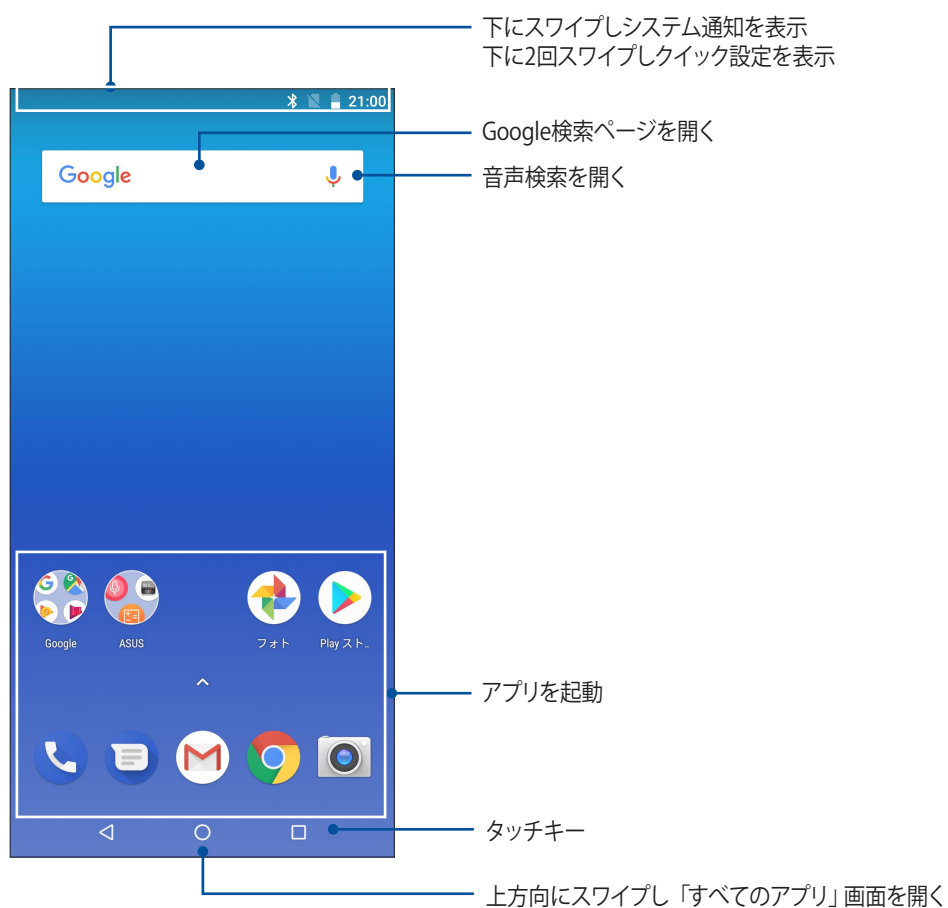 下にスワイプしシステム通知を表示
下に2回スワイプしクイック設定を表示
21:00
Google検索ページを開く
Google
音声検索を開く
Google
ASUS
フォト
Play スト..
アプリを起動
タッチキー
上方向にスワイプし「すべてのアプリ」画面を開く